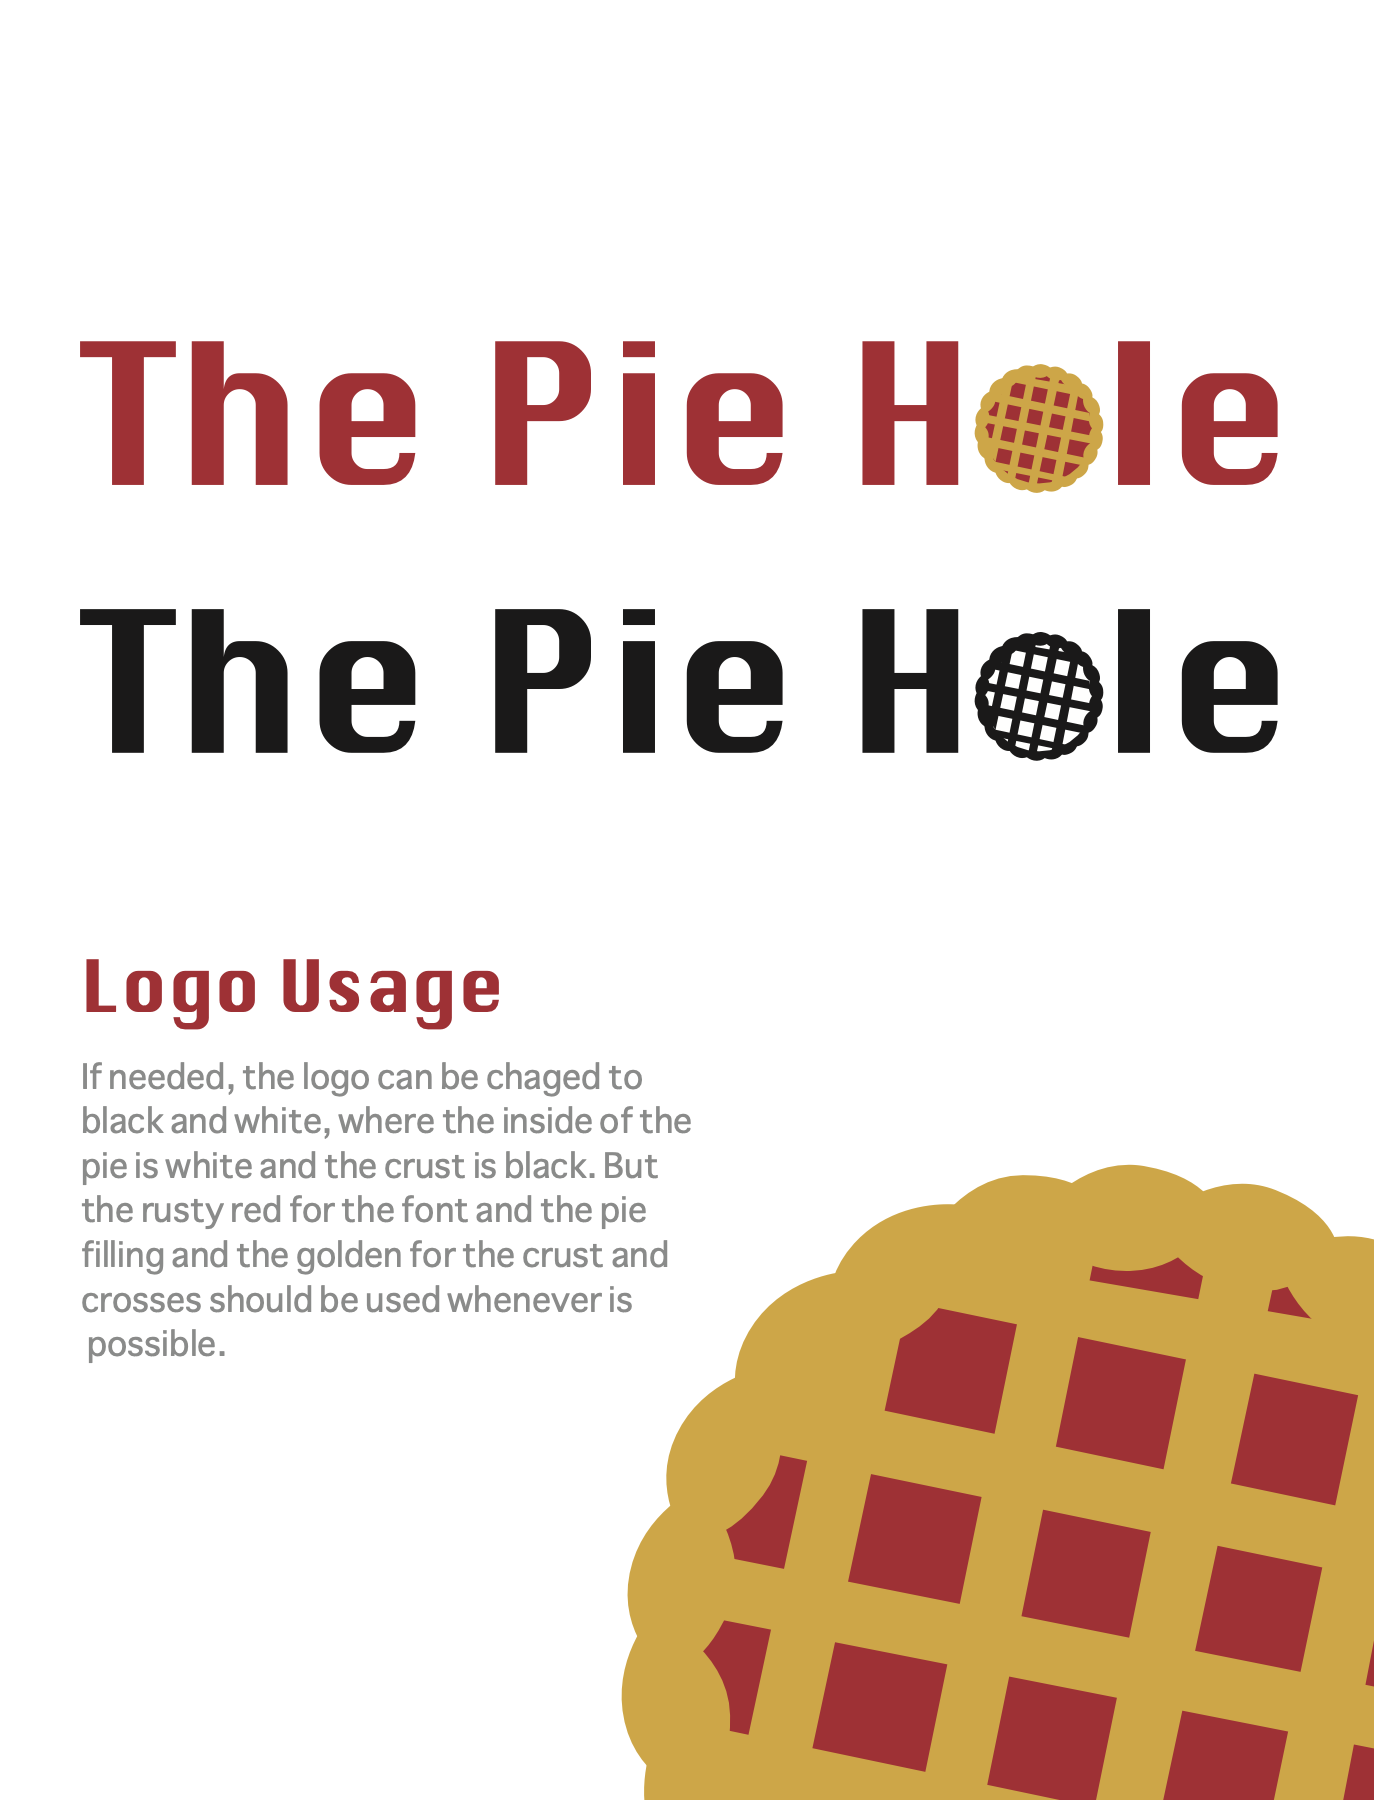 The Pie Hole
The Pie Hole
Logo Usage
If needed, the logo can be chaged to
black and white, where the inside of the
pie is white and the crust is black. But
the rusty red for the font and the pie
filling and the golden for the crust and
crosses should be used whenever is
possible.